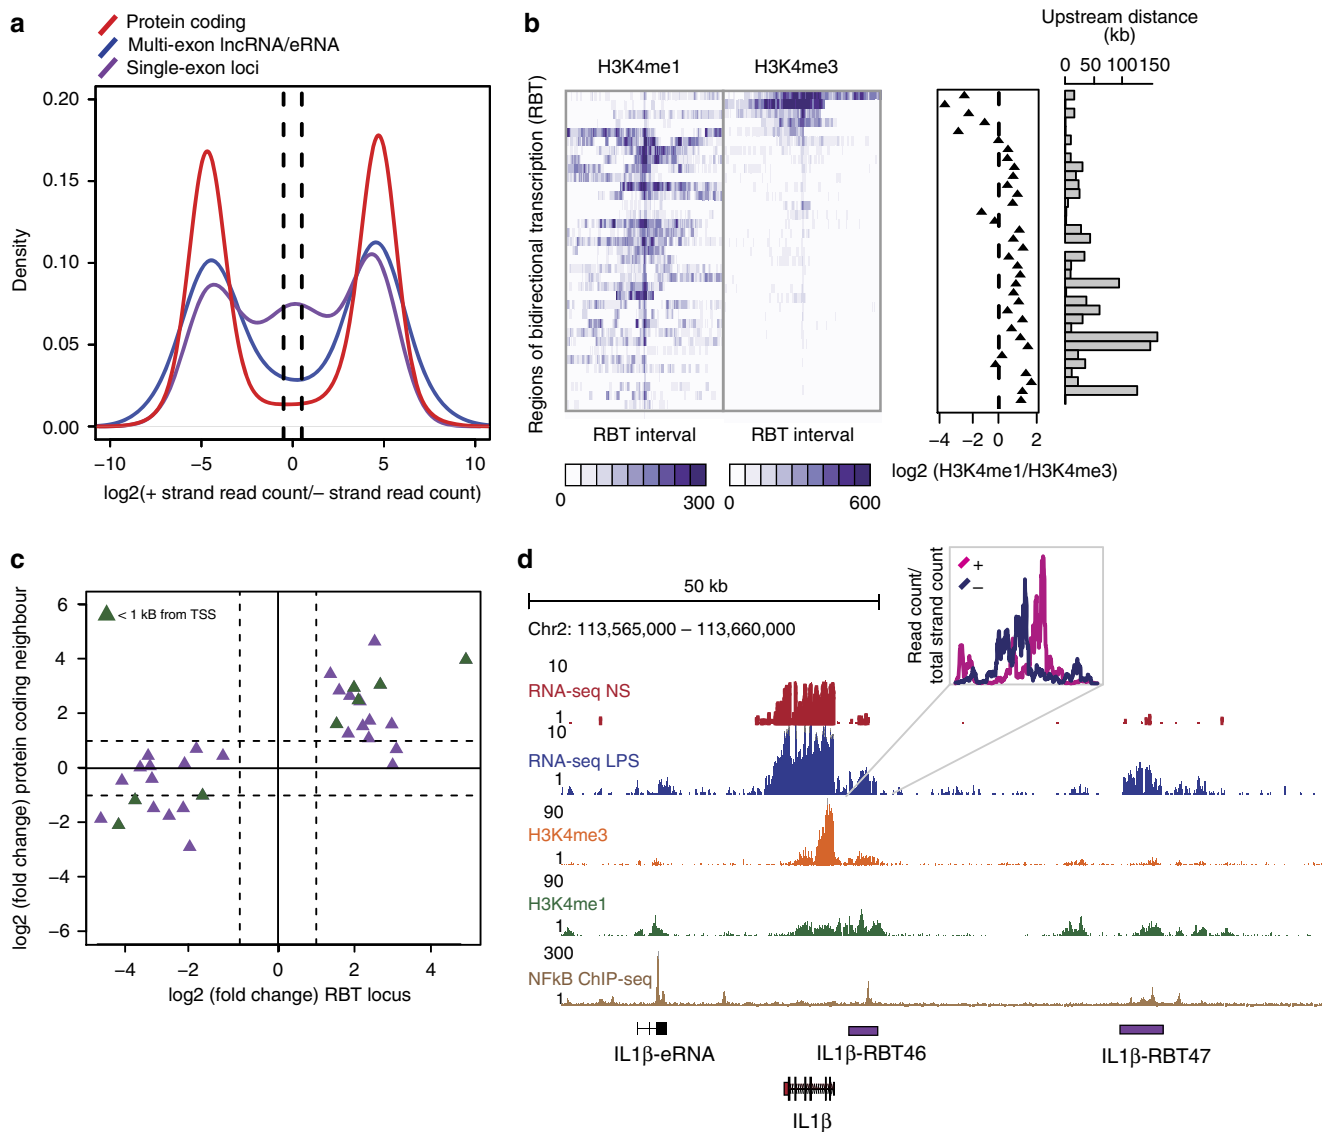 a
Protein coding
Multi-exon lncRNA/eRNA
Single-exon loci
0.20
0.15
0.10
0.05
0.00
Density
−10 −5 0 5 10
log2(+ strand read count/− strand read count)
b
Upstream distance
(kb)
H3K4me1 H3K4me3
0 50 100 150
Regions of bidirectional transcription (RBT)
RBT interval RBT interval
−4 −2 0 2
log2 (H3K4me1/H3K4me3)
0 300 0 600
c
log2 (fold change) protein coding neighbour
6
4
2
0
−2
−4
−6
< 1 kB from TSS
−4 −2 0 2 4
log2 (fold change) RBT locus
d
50 kb
Chr2: 113,565,000 − 113,660,000
Read count/
total strand count
+
−
10
RNA-seq NS
1
10
RNA-seq LPS
1
90
H3K4me3
1
90
H3K4me1
1
300
NFkB ChIP-seq
1
IL1β-eRNA IL1β-RBT46 IL1β-RBT47
IL1β